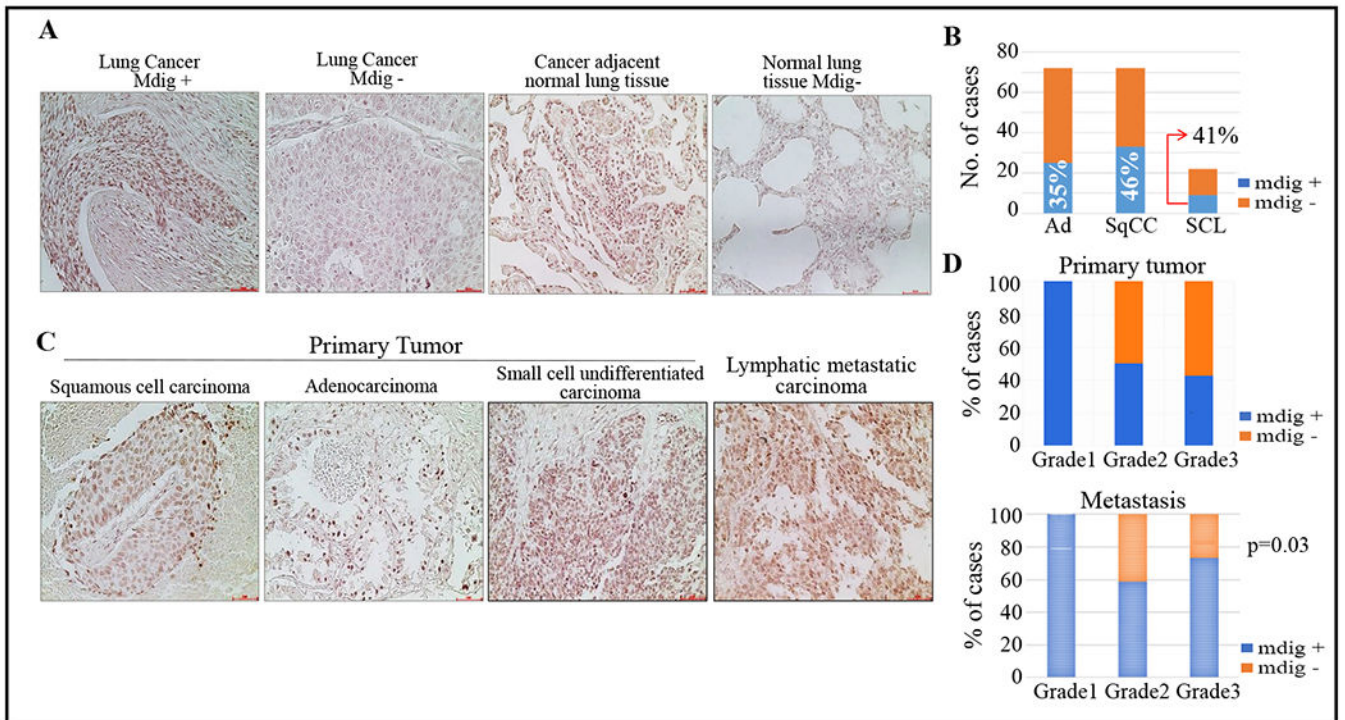 A
Lung Cancer
Mdig +
Lung Cancer
Mdig -
Cancer adjacent
normal lung tissue
Normal lung
tissue Mdig-
B
No. of cases
80
60
40
20
0
35%
46%
41%
Ad
SqCC
SCL
mdig +
mdig -
C
Primary Tumor
Squamous cell carcinoma
Adenocarcinoma
Small cell undifferentiated
carcinoma
Lymphatic metastatic
carcinoma
D
Primary tumor
% of cases
100
80
60
40
20
0
Grade1
Grade2
Grade3
mdig +
mdig -
Metastasis
% of cases
100
80
60
40
20
0
p=0.03
Grade1
Grade2
Grade3
mdig +
mdig -